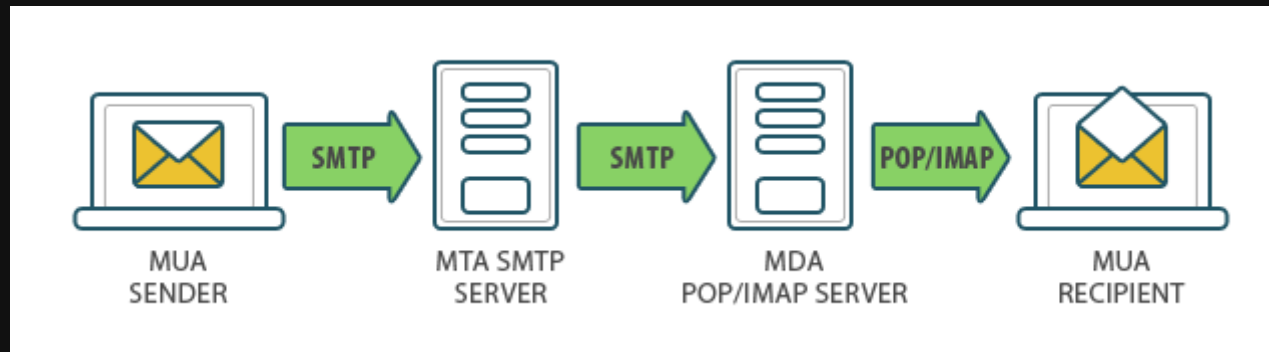 SMTP
SMTP
POP/IMAP
MUA
SENDER
MTA SMTP
SERVER
MDA
POP/IMAP SERVER
MUA
RECIPIENT